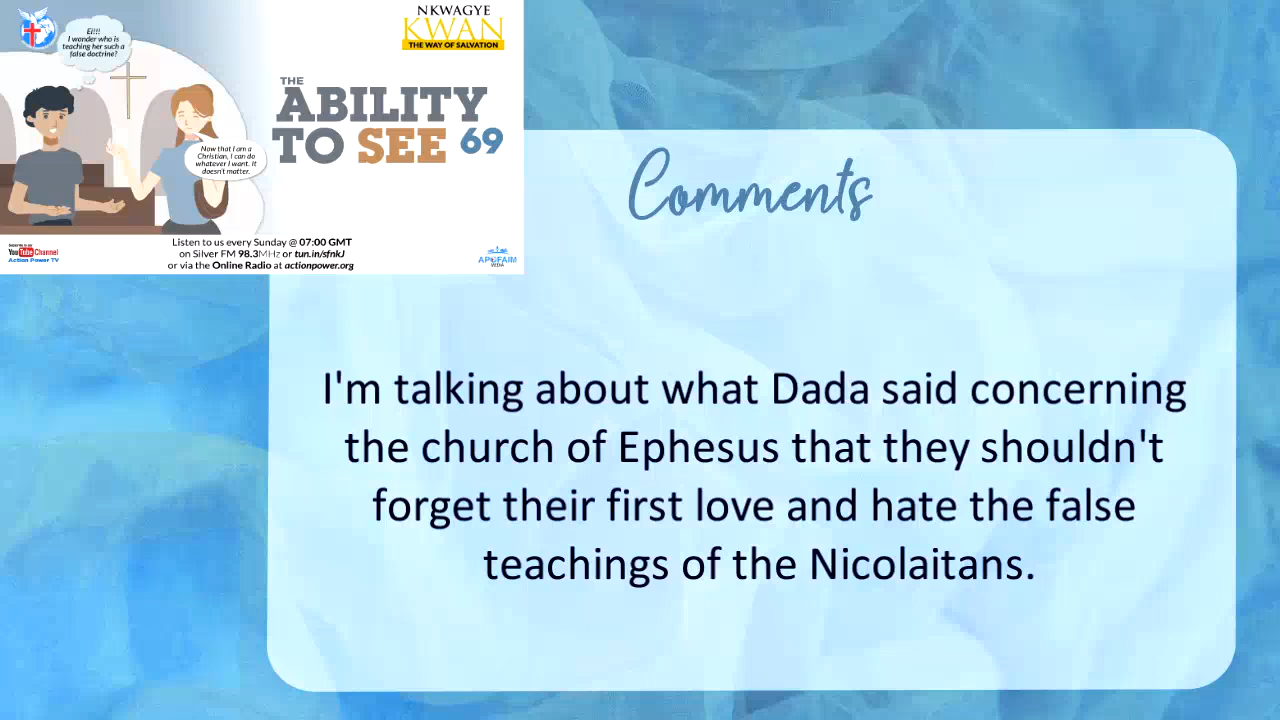 Ei!!!
I wonder who is
teaching her such a
false doctrine?
Now that I am a
Christian, I can do
whatever I want. It
doesn't matter.
NKWAGYE
KWAN
THE WAY OF SALVATION
THE
ABILITY
TO SEE 69
Listen to us every Sunday @ 07:00 GMT
on Silver FM 98.3MHz or tun.in/sfnkJ
or via the Online Radio at actionpower.org
YouTube Channel
Action Power TV
APOFAIM
Comments
I'm talking about what Dada said concerning
the church of Ephesus that they shouldn't
forget their first love and hate the false
teachings of the Nicolaitans.